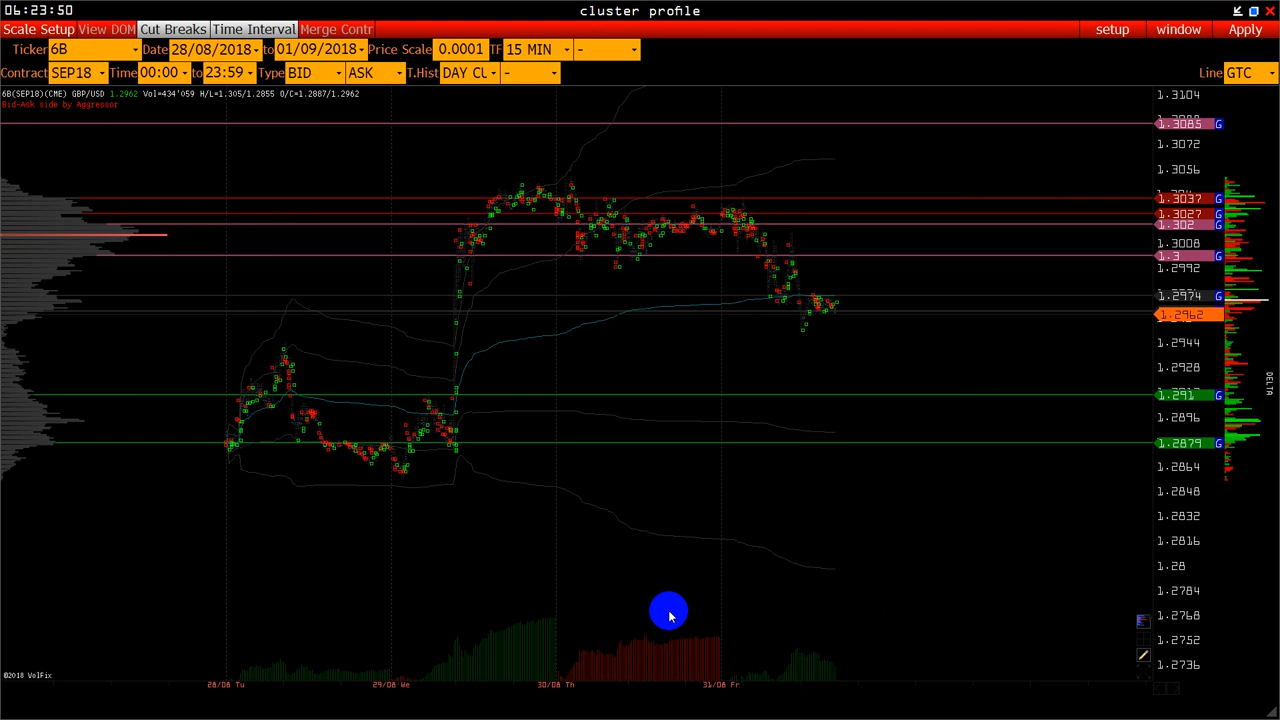 06:23:50 cluster profile
Scale Setup View DOM Cut Breaks Time Interval Merge Contr setup window Apply
Ticker 6B Date 28/08/2018 to 01/09/2018 Price Scale 0.0001 TF 15 MIN -
Contract SEP18 Time 00:00 to 23:59 Type BID ASK T.Hist DAY CU - Line GTC
6B(SEP18)(CME) GBP/USD 1.2962 Vol=434'059 H/L=1.305/1.2855 O/C=1.2887/1.2962
Bid-Ask side by Aggressor
1.3104
1.3085 G
1.3072
1.3056
1.3037 G
1.3027 G
1.302 G
1.3008
1.3 G
1.2992
1.2974 G
1.2962
1.2944
1.2928
DELTA
1.291 G
1.2896
1.2879 G
1.2864
1.2848
1.2832
1.2816
1.28
1.2784
1.2768
1.2752
1.2736
©2018 VolFix
28/08 Tu 29/08 We 30/08 Th 31/08 Fr